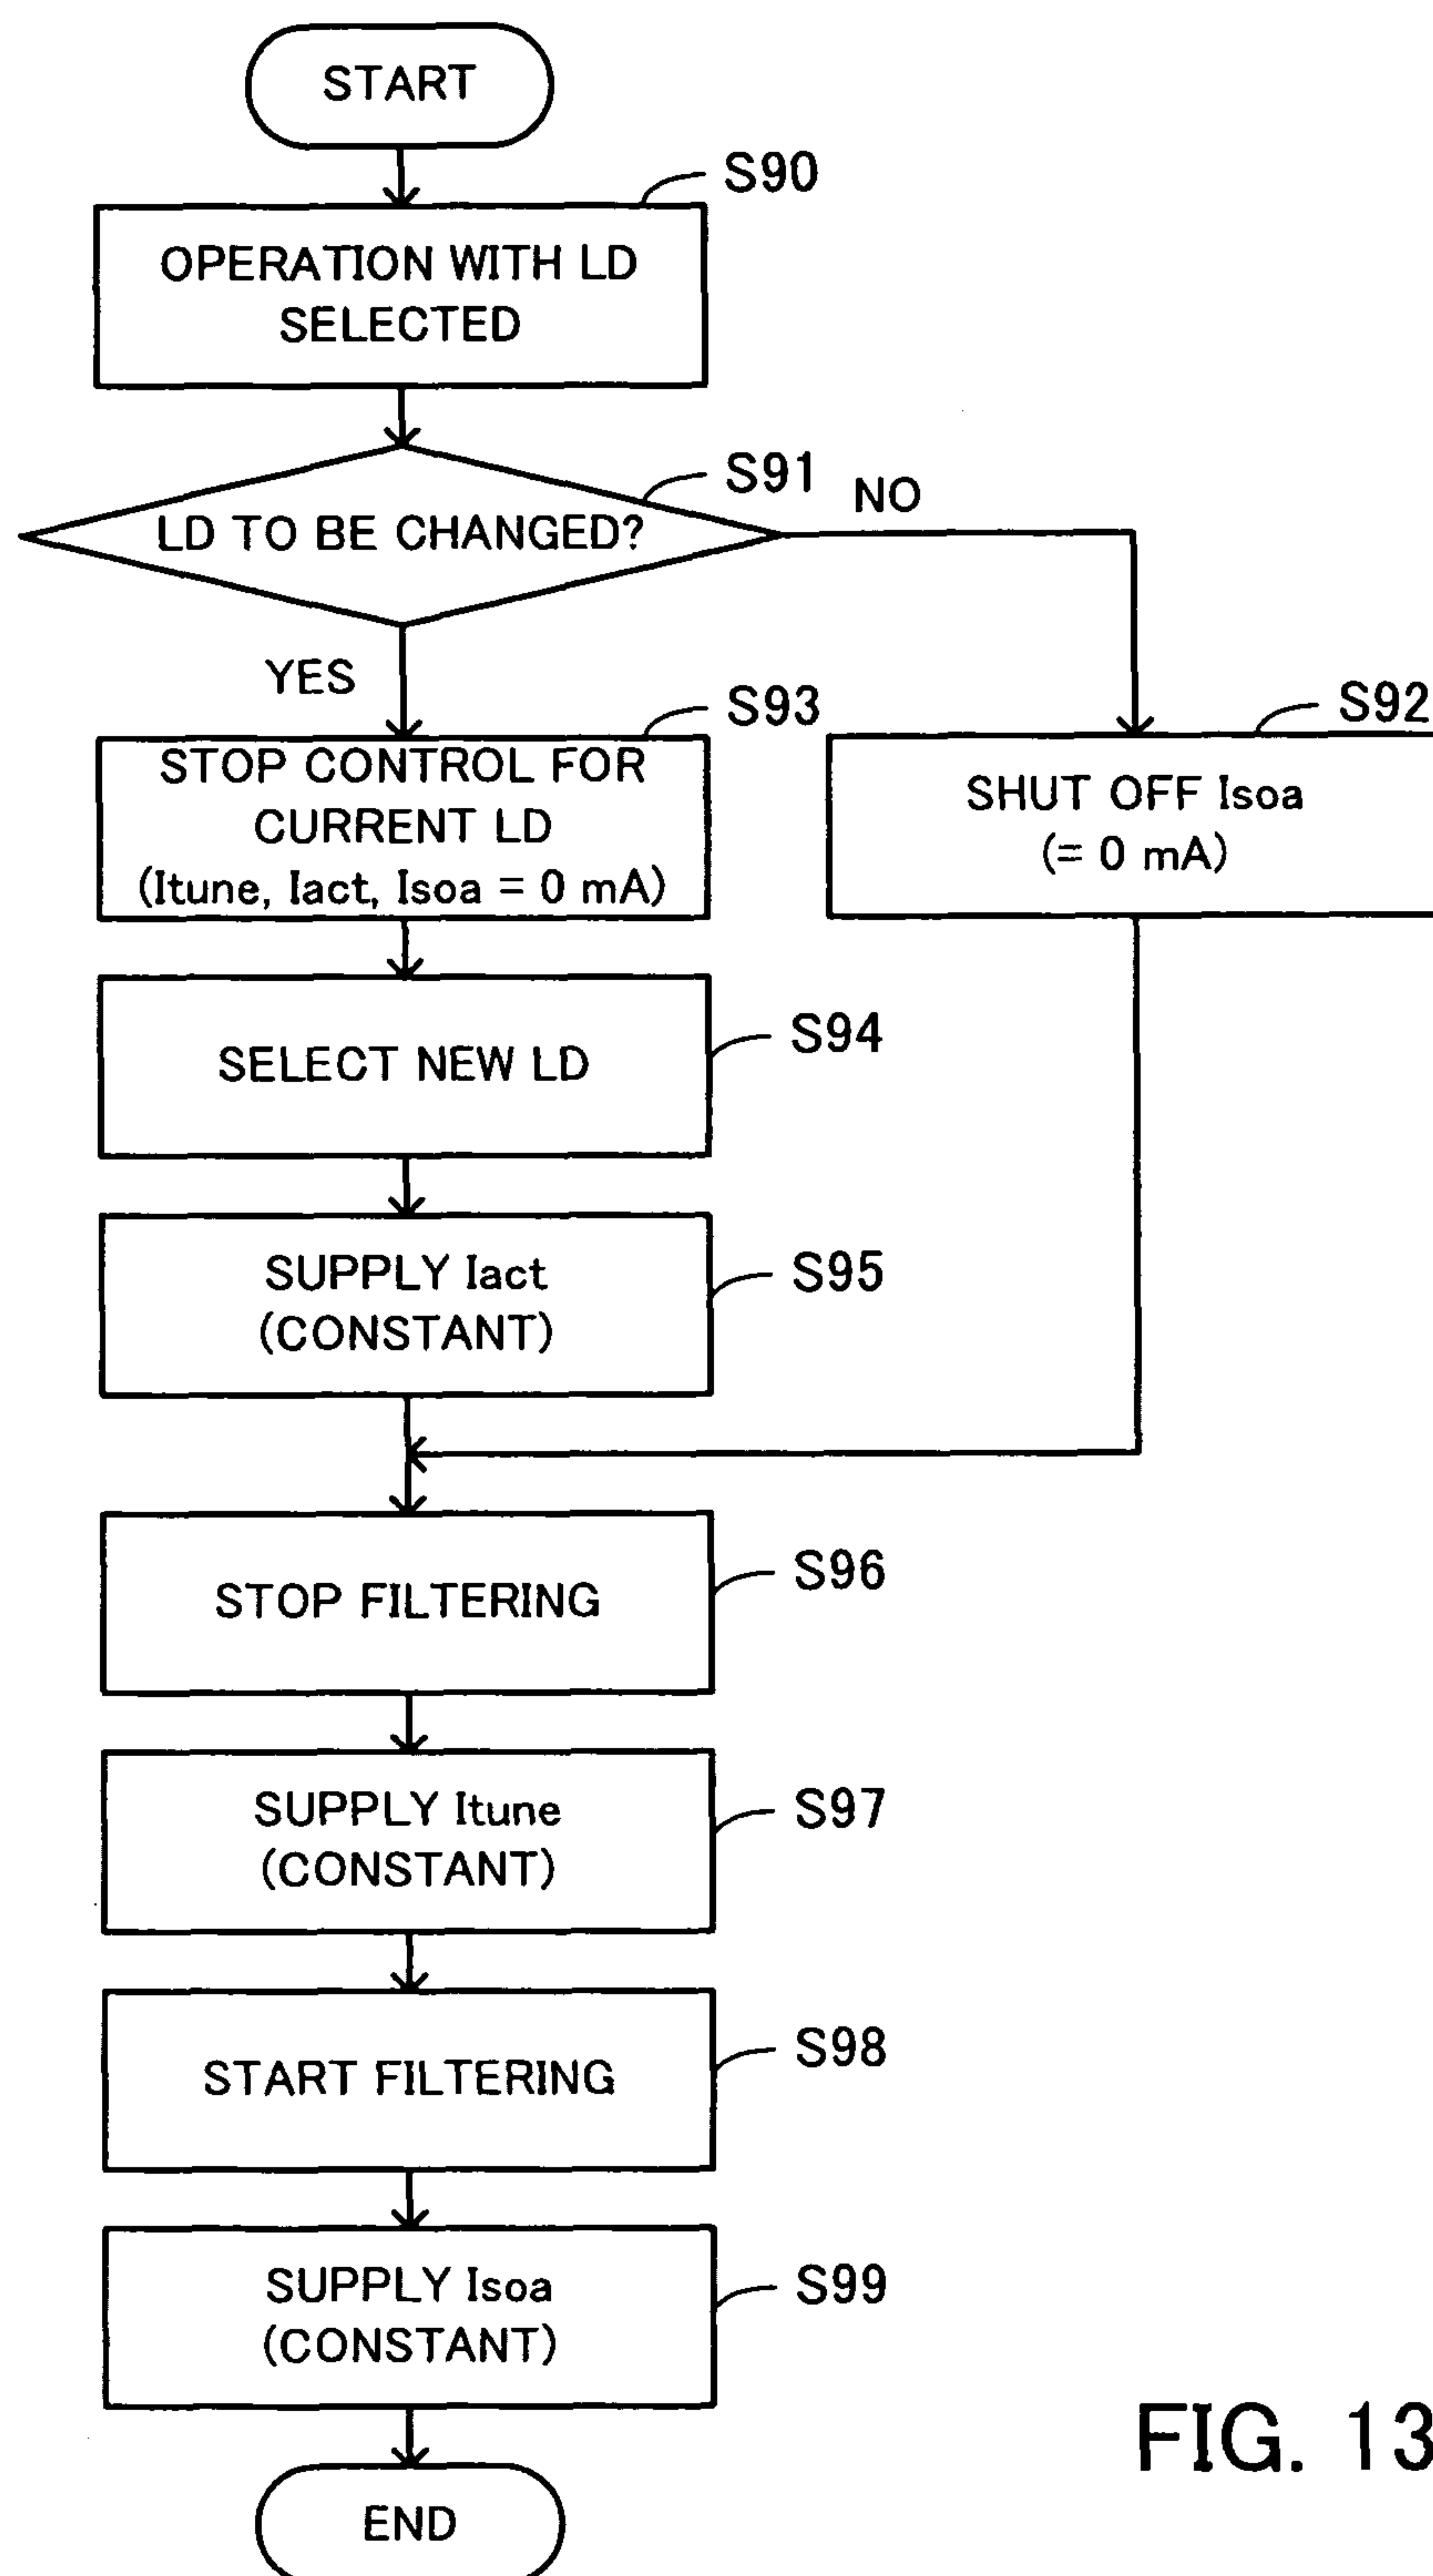 START
S90
OPERATION WITH LD
SELECTED
S91
LD TO BE CHANGED?
NO
YES
S93
STOP CONTROL FOR
CURRENT LD
(Itune, Iact, Isoa = 0 mA)
S92
SHUT OFF Isoa
(= 0 mA)
S94
SELECT NEW LD
S95
SUPPLY Iact
(CONSTANT)
S96
STOP FILTERING
S97
SUPPLY Itune
(CONSTANT)
S98
START FILTERING
S99
SUPPLY Isoa
(CONSTANT)
END
FIG. 13